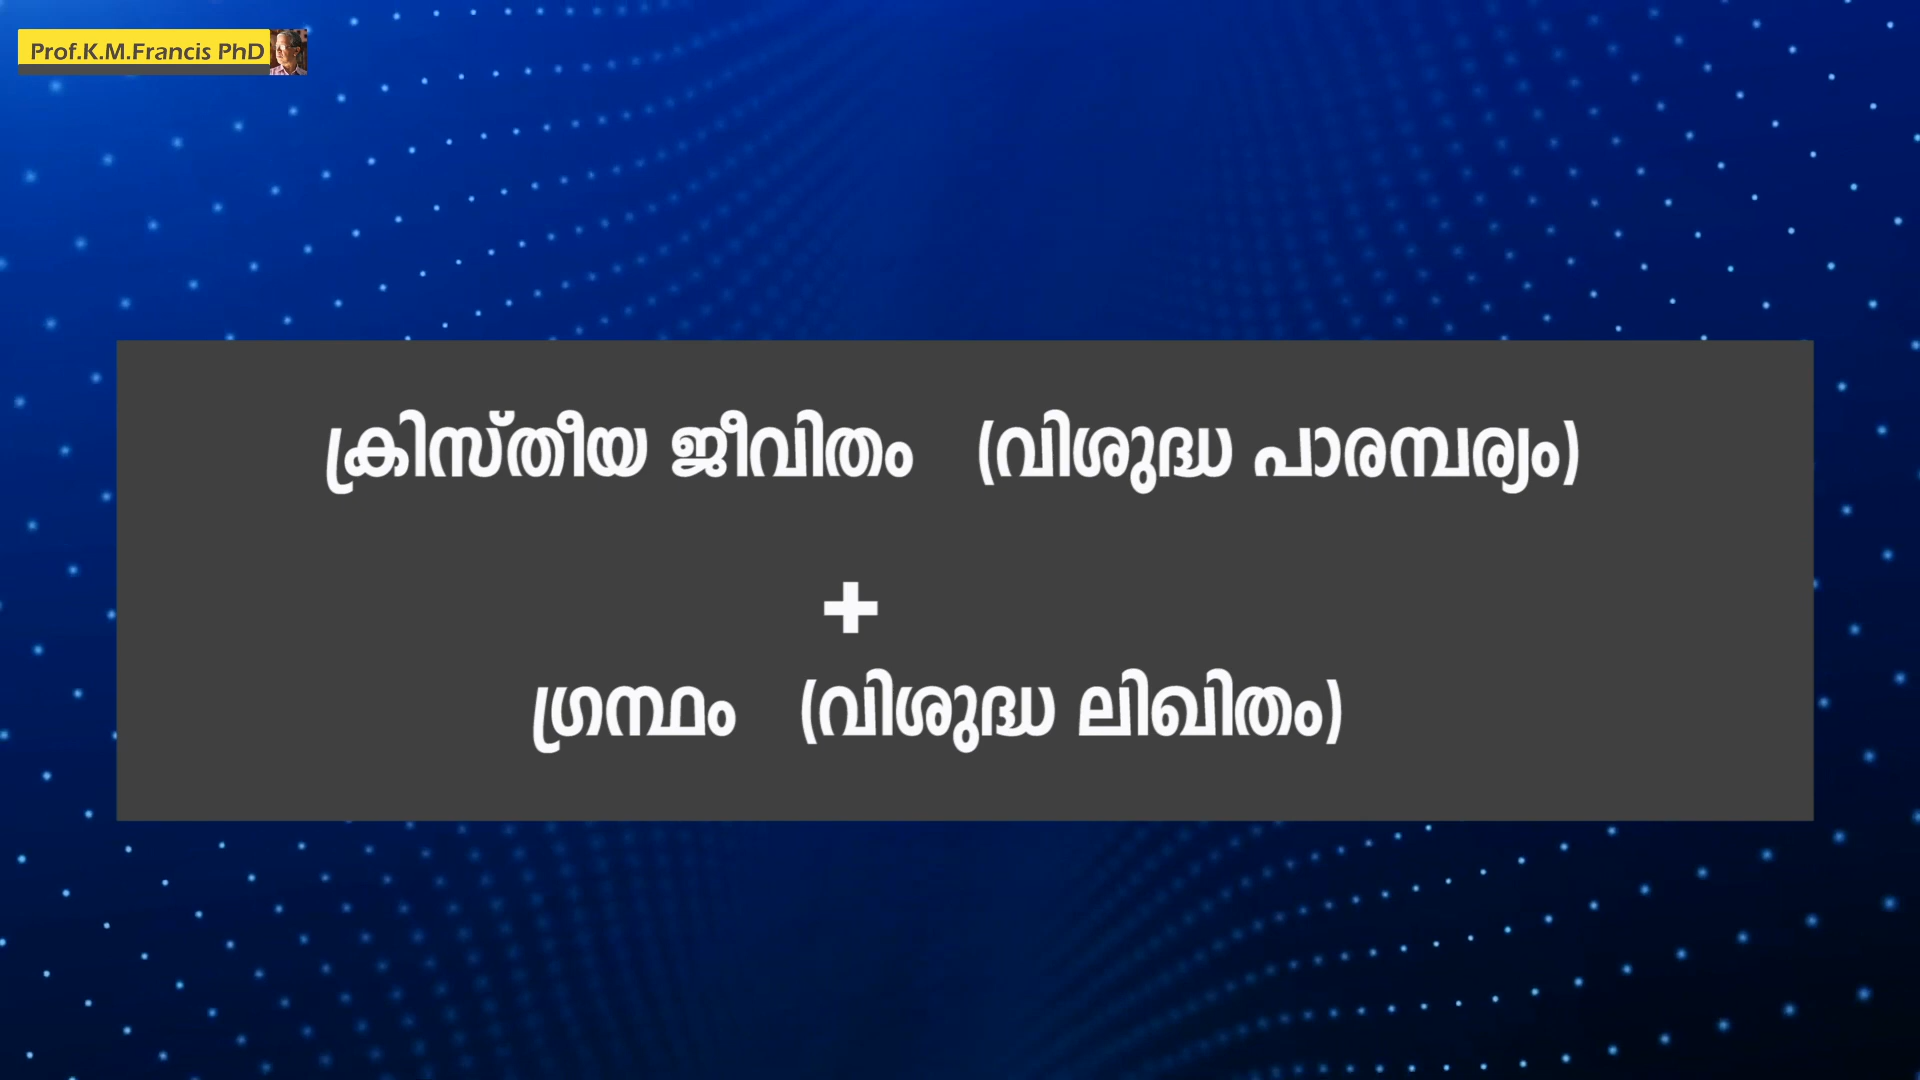 Prof.K.M.Francis PhD
ക്രിസ്തീയ ജീവിതം (വിശുദ്ധ പാരമ്പര്യം)
+
ഗ്രന്ഥം (വിശുദ്ധ ലിഖിതം)